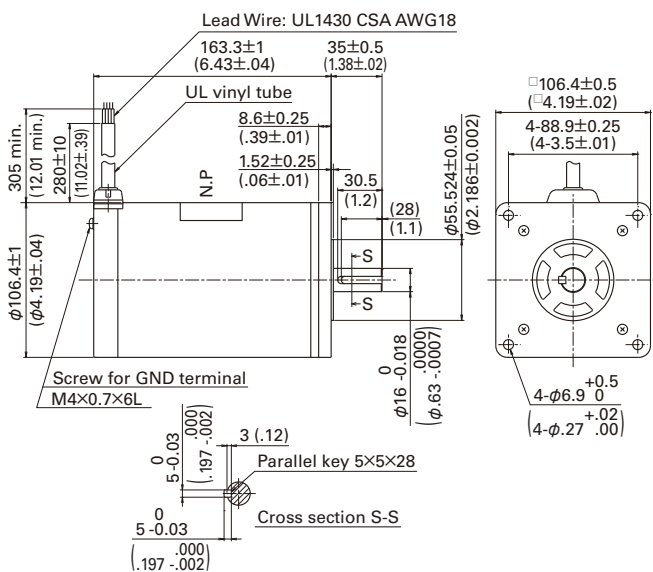 Lead Wire: UL1430 CSA AWG18
163.3±1
(6.43±.04)
35±0.5
(1.38±.02)
UL vinyl tube
8.6±0.25
(.39±.01)
1.52±0.25
(.06±.01)
N.P
30.5
(1.2)
(28)
(1.1)
305 min.
(12.01 min.)
280±10
(11.02±.39)
φ106.4±1
(φ4.19±.04)
S
S
φ55.524±0.05
(φ2.186±0.002)
0
φ16 -0.018
.0000
(φ.63 -.0007)
Screw for GND terminal
M4×0.7×6L
□106.4±0.5
(□4.19±.02)
4-88.9±0.25
(4-3.5±.01)
+0.5
4-φ6.9 0
+.02
(4-φ.27 .00)
0
5 -0.03
.000
(.197 -.002)
3 (.12)
Parallel key 5×5×28
Cross section S-S
0
5 -0.03
.000
(.197 -.002)